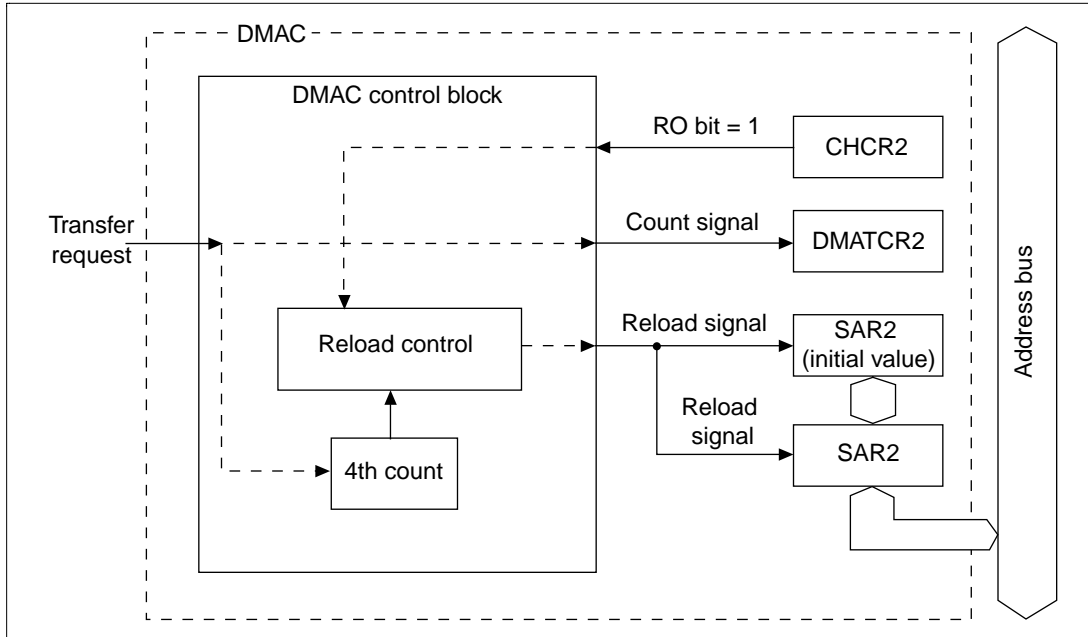 DMAC
DMAC control block
RO bit = 1
CHCR2
Transfer
request
Count signal
DMATCR2
Reload control
Reload signal
SAR2
(initial value)
Reload
signal
SAR2
4th count
Address bus